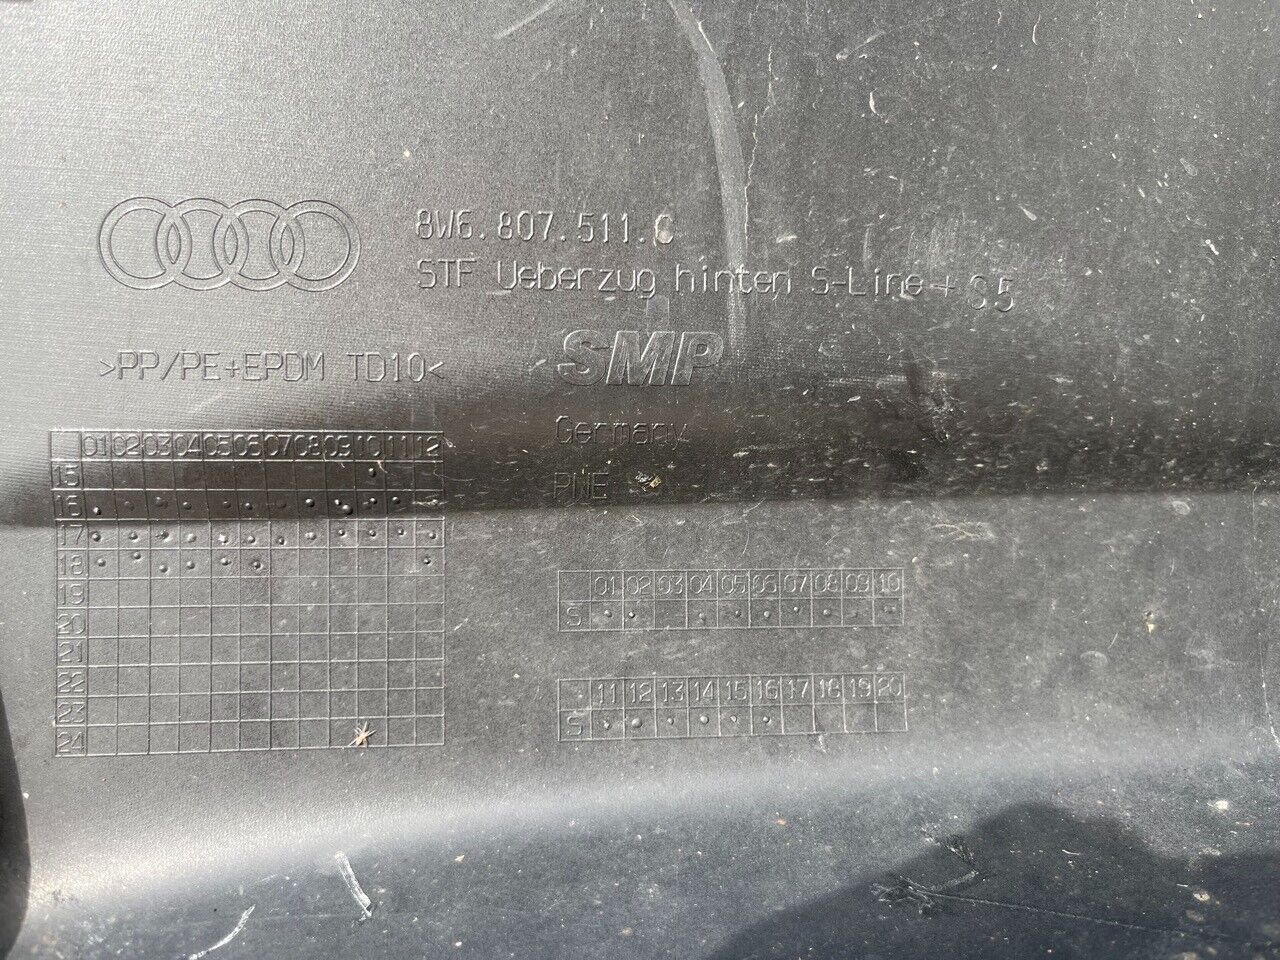 8W6.807.511.C
STF Ueberzug hinten S-Line + S5
>PP/PE+EPDM TD10<
SMP
Germany
PWE
01 02 03 04 05 06 07 08 09 10 11 12
15
16
17
18
19
20
21
22
23
24
01 02 03 04 05 06 07 08 09 10
S
11 12 13 14 15 16 17 18 19 20
S